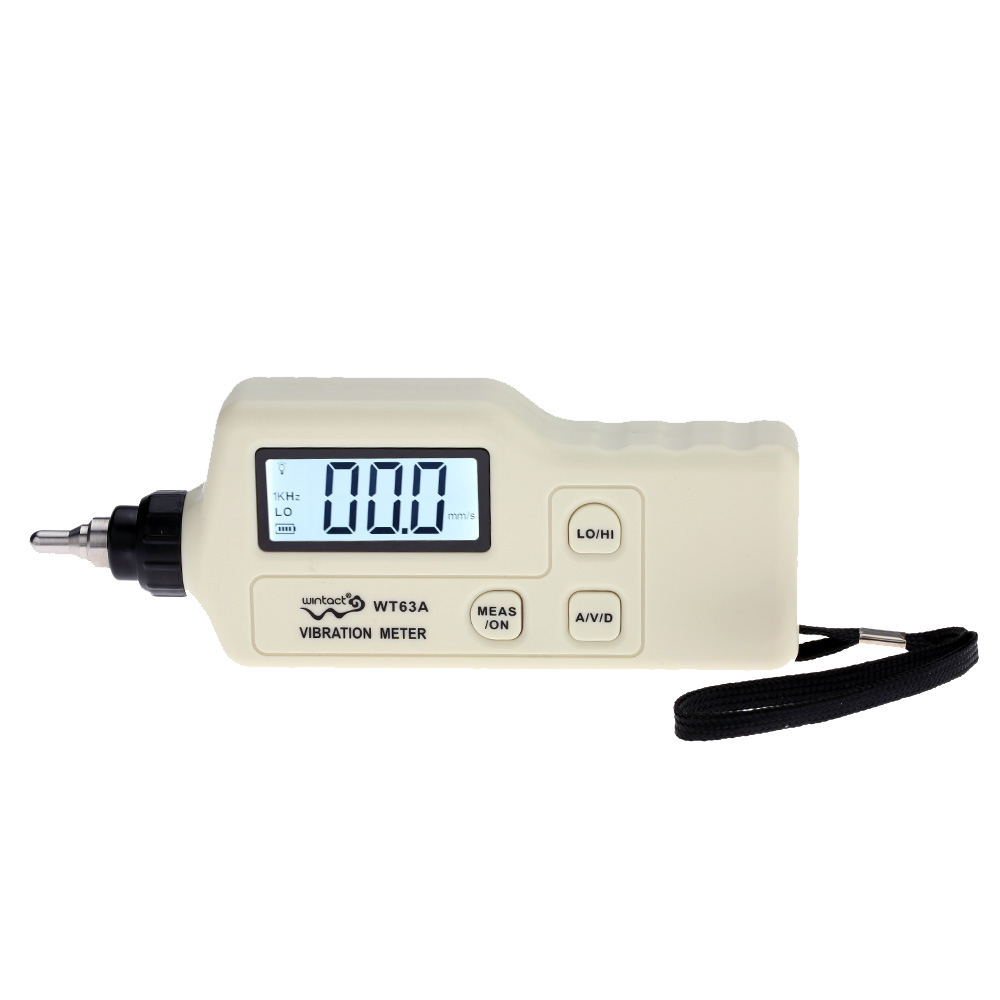 1KHz
LO
00.0
mm/s
LO/HI
wintact®
WT63A
MEAS
/ON
A/V/D
VIBRATION METER